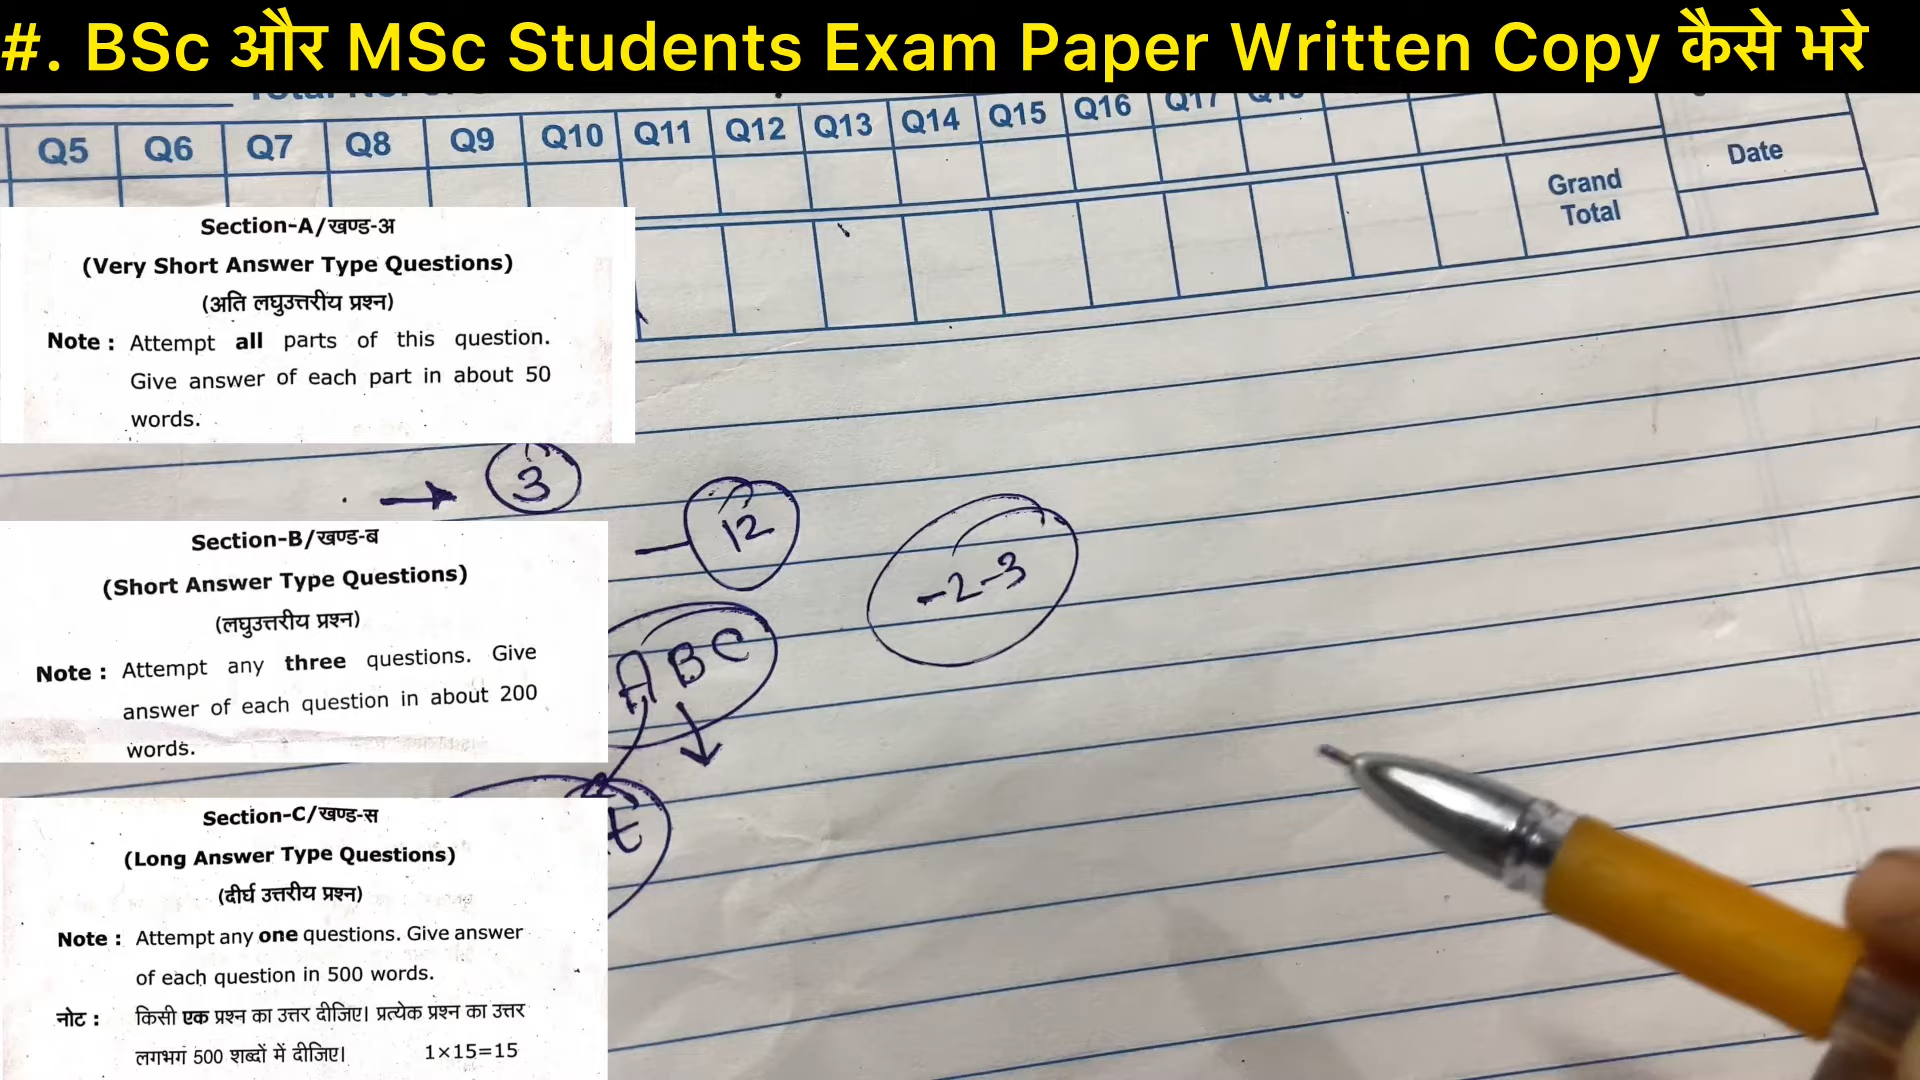 #. BSc और MSc Students Exam Paper Written Copy कैसे भरे
Q5 Q6 Q7 Q8 Q9 Q10 Q11 Q12 Q13 Q14 Q15 Q16 Q17 Q18
Date
Grand
Total
Section-A/खण्ड-अ
(Very Short Answer Type Questions)
(अति लघुउत्तरीय प्रश्न)
Note : Attempt all parts of this question.
Give answer of each part in about 50
words.
3
12
-2-3
Section-B/खण्ड-ब
(Short Answer Type Questions)
(लघुउत्तरीय प्रश्न)
Note : Attempt any three questions. Give
answer of each question in about 200
words.
ABC
Section-C/खण्ड-स
(Long Answer Type Questions)
(दीर्घ उत्तरीय प्रश्न)
Note : Attempt any one questions. Give answer
of each question in 500 words.
नोट : किसी एक प्रश्न का उत्तर दीजिए। प्रत्येक प्रश्न का उत्तर
लगभग 500 शब्दों में दीजिए। 1×15=15